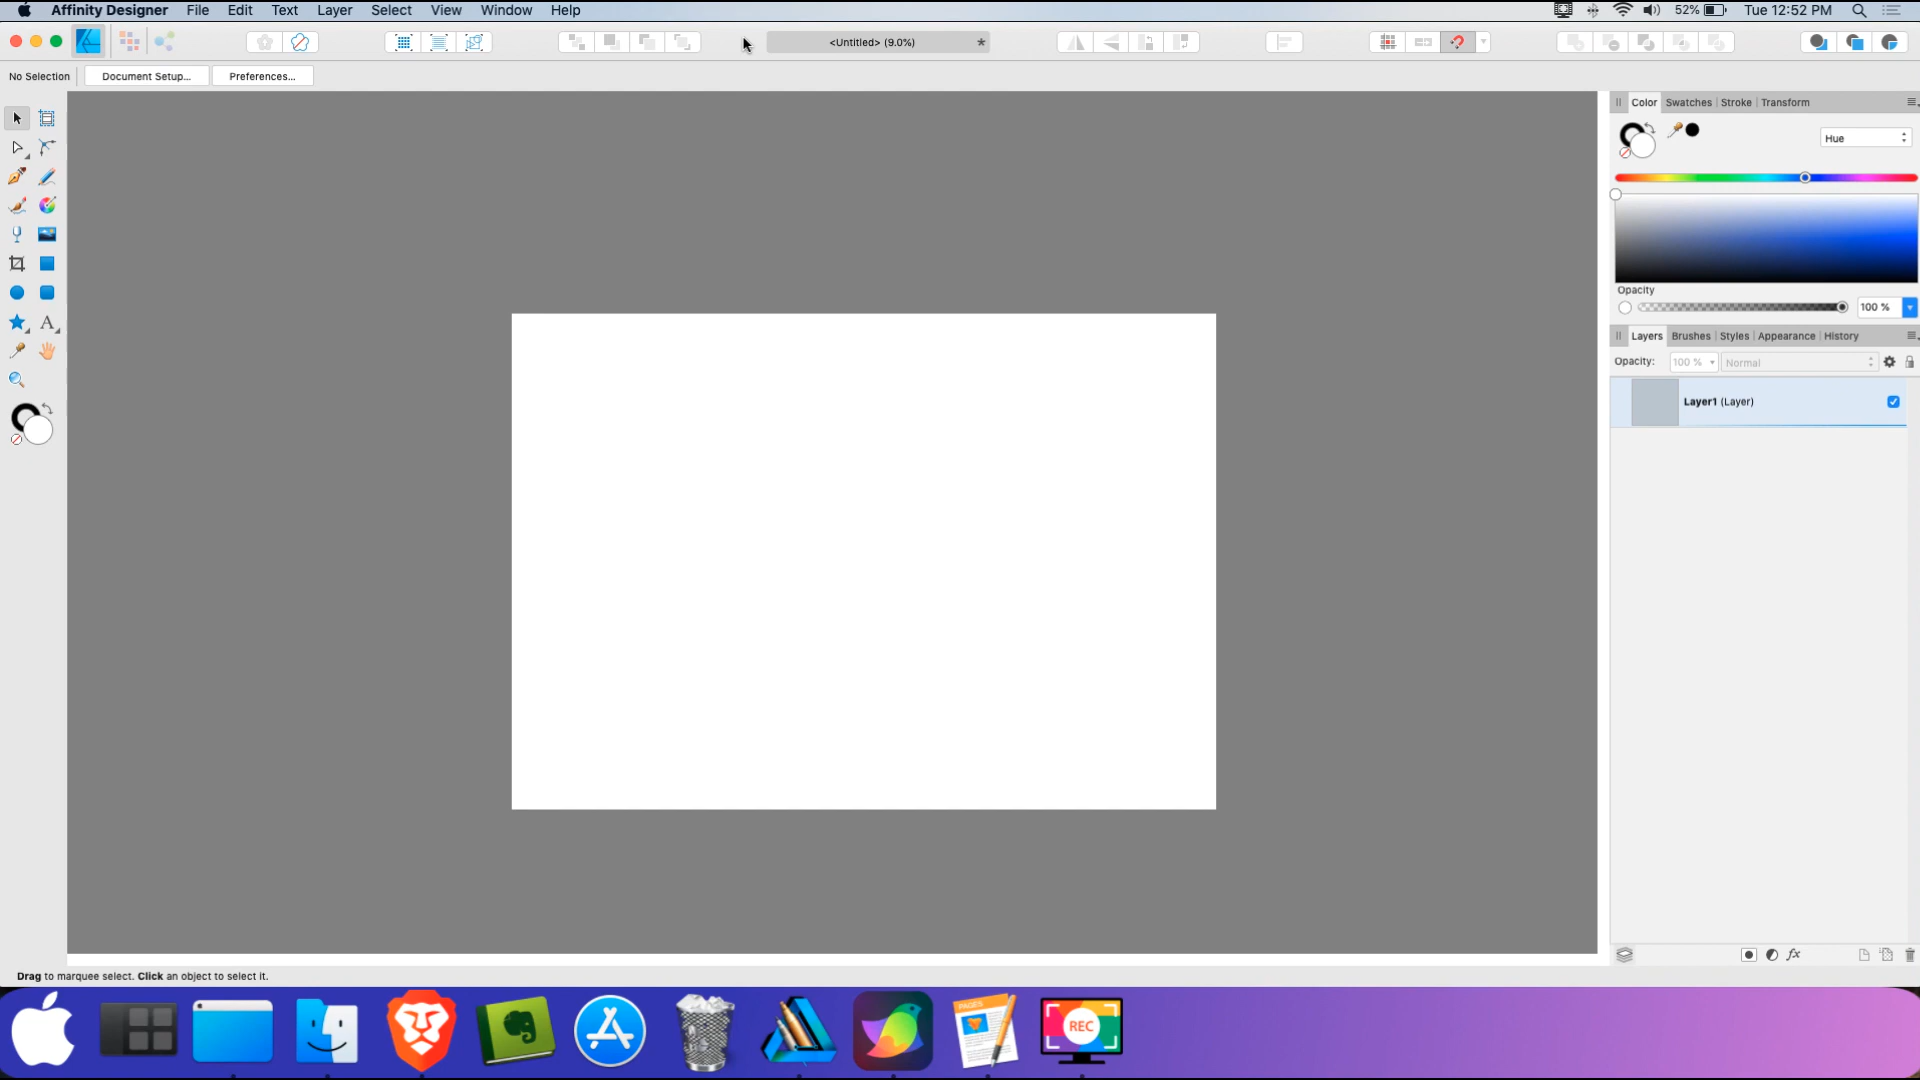 Affinity Designer File Edit Text Layer Select View Window Help 52% Tue 12:52 PM
<Untitled> (9.0%) *
No Selection Document Setup... Preferences...
Color Swatches Stroke Transform
Hue
Opacity
100 %
Layers Brushes Styles Appearance History
Opacity: 100 % Normal
Layer1 (Layer)
fx
Drag to marquee select. Click an object to select it.
PAGES
REC